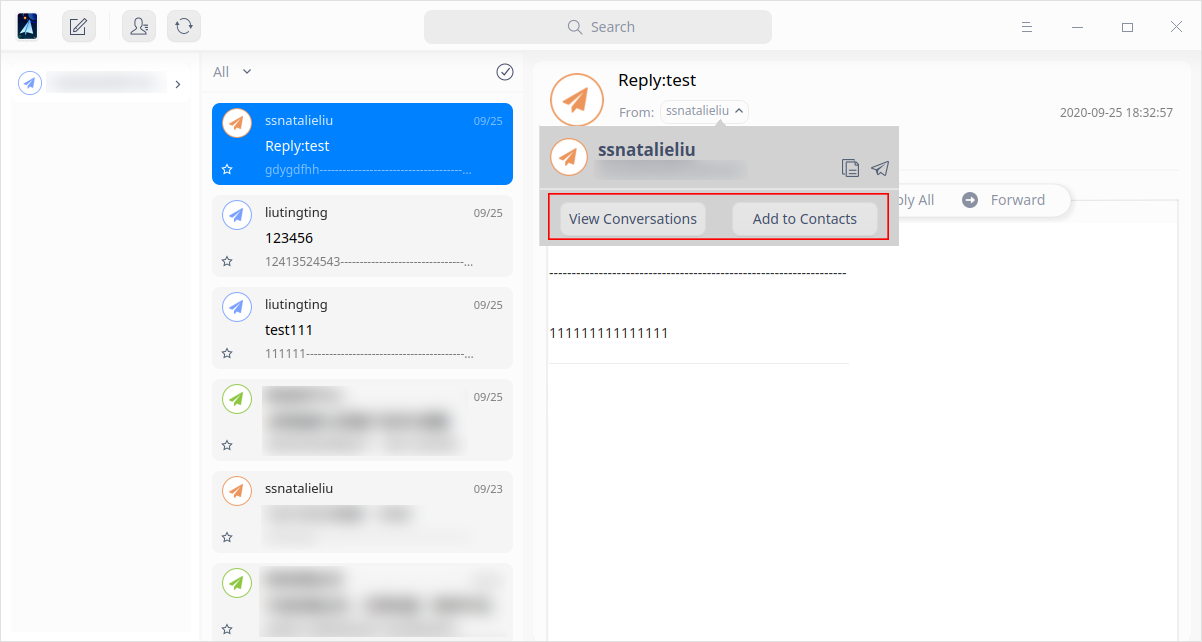 Search
All
ssnatalieliu 09/25
Reply:test
gdygdfhh------------------------------------...
liutingting 09/25
123456
12413524543-------------------------------...
liutingting 09/25
test111
111111----------------------------------------...
09/25
ssnatalieliu 09/23
Reply:test
From: ssnatalieliu
2020-09-25 18:32:57
ssnatalieliu
View Conversations Add to Contacts
ply All Forward
------------------------------------------------------------------
111111111111111